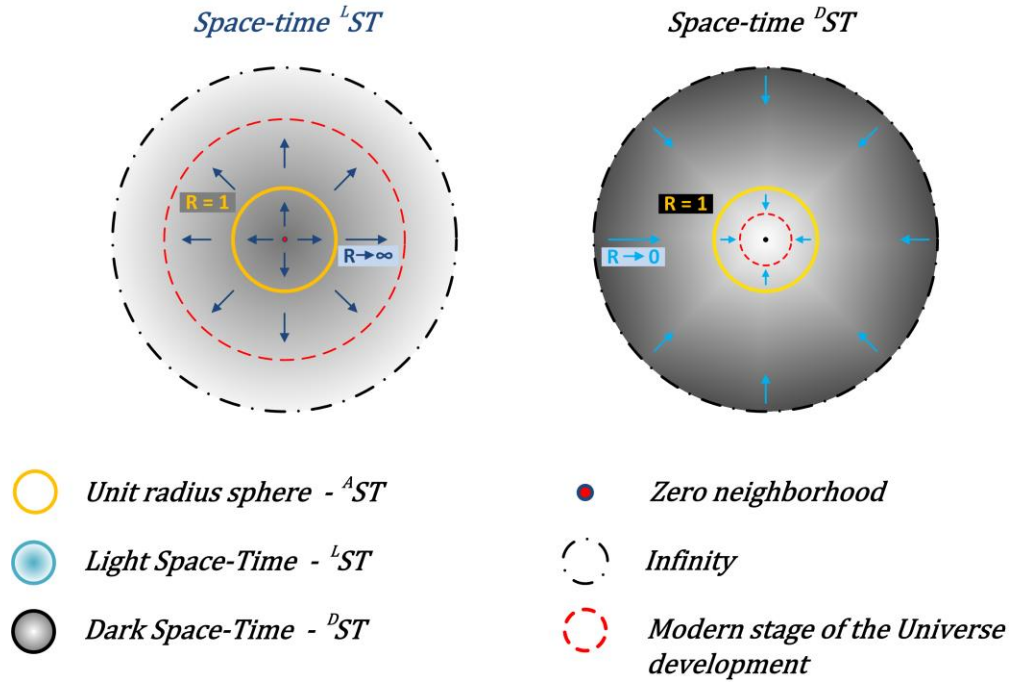 Space-time ᴸST
Space-time ᴰST
R = 1
R→∞
R = 1
R→0
Unit radius sphere - ᴬST
Zero neighborhood
Light Space-Time - ᴸST
Infinity
Dark Space-Time - ᴰST
Modern stage of the Universe
development